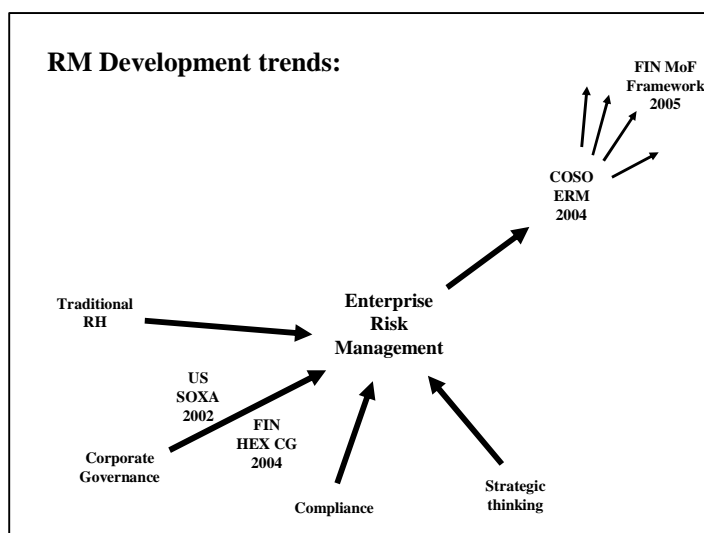 RM Development trends:
FIN MoF
Framework
2005
COSO
ERM
2004
Enterprise
Risk
Management
Traditional
RH
US
SOXA
2002
FIN
HEX CG
2004
Corporate
Governance
Compliance
Strategic
thinking